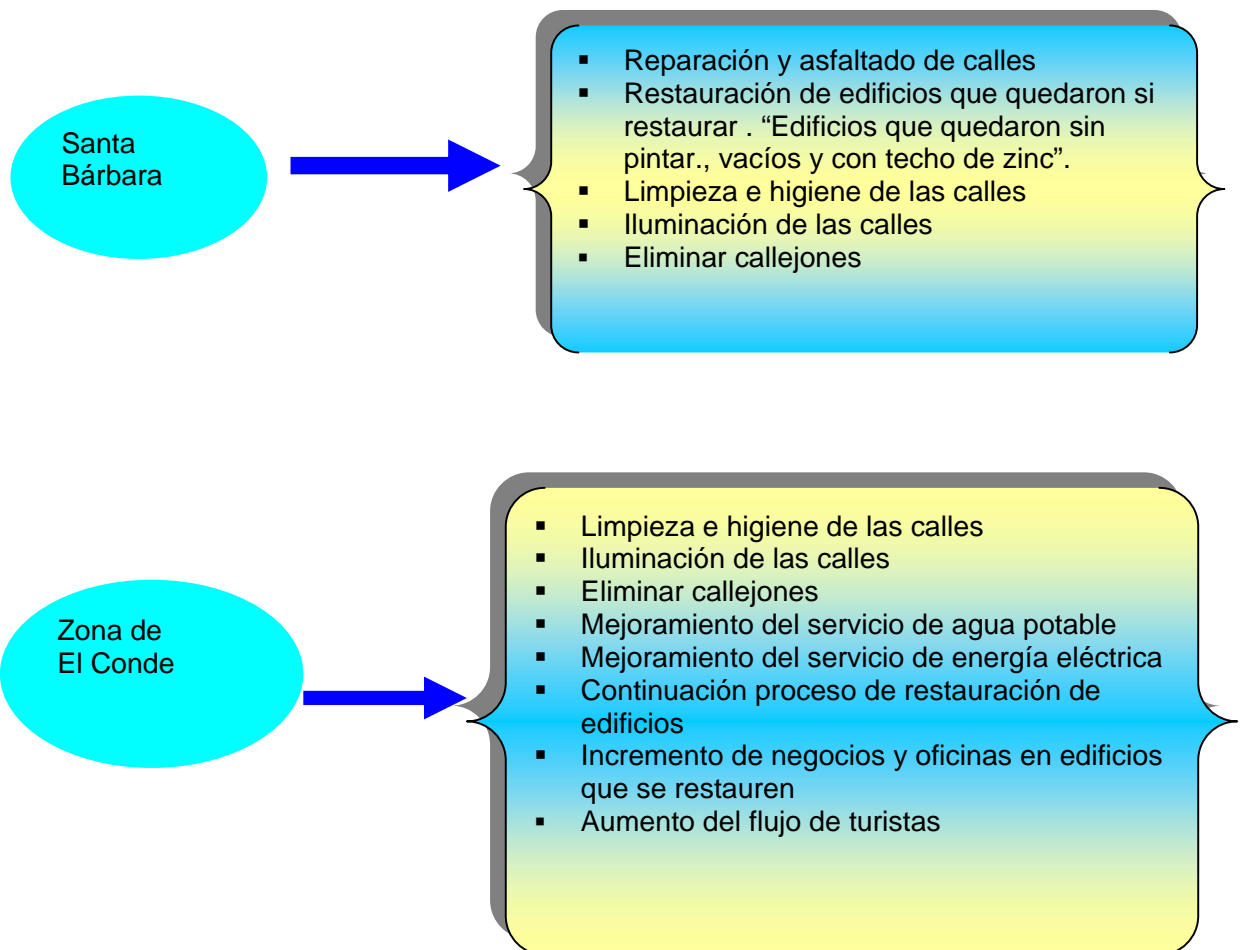 Santa
Bárbara
▪ Reparación y asfaltado de calles
▪ Restauración de edificios que quedaron si
restaurar . “Edificios que quedaron sin
pintar., vacíos y con techo de zinc”.
▪ Limpieza e higiene de las calles
▪ Iluminación de las calles
▪ Eliminar callejones
Zona de
El Conde
▪ Limpieza e higiene de las calles
▪ Iluminación de las calles
▪ Eliminar callejones
▪ Mejoramiento del servicio de agua potable
▪ Mejoramiento del servicio de energía eléctrica
▪ Continuación proceso de restauración de
edificios
▪ Incremento de negocios y oficinas en edificios
que se restauren
▪ Aumento del flujo de turistas